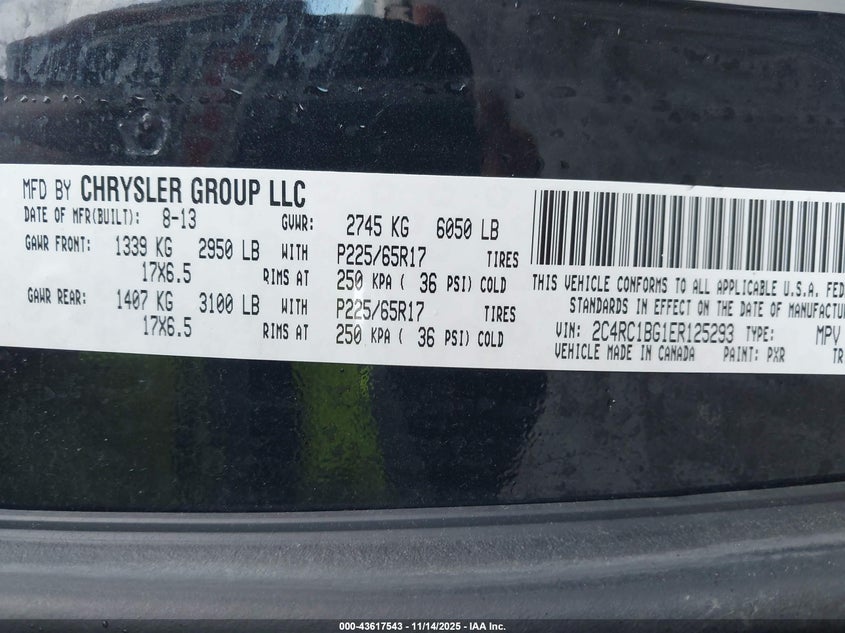 MFD BY CHRYSLER GROUP LLC
DATE OF MFR(BUILT): 8-13 GVWR: 2745 KG 6050 LB
GAWR FRONT: 1339 KG 2950 LB WITH P225/65R17 TIRES
17X6.5 RIMS AT 250 KPA ( 36 PSI) COLD
GAWR REAR: 1407 KG 3100 LB WITH P225/65R17 TIRES
17X6.5 RIMS AT 250 KPA ( 36 PSI) COLD
THIS VEHICLE CONFORMS TO ALL APPLICABLE U.S.A. FED
STANDARDS IN EFFECT ON THE DATE OF MANUFACTUR
VIN: 2C4RC1BG1ER125293 TYPE: MPV
VEHICLE MADE IN CANADA PAINT: PXR TR
000-43617543 | 11/14/2025 - IAA Inc.